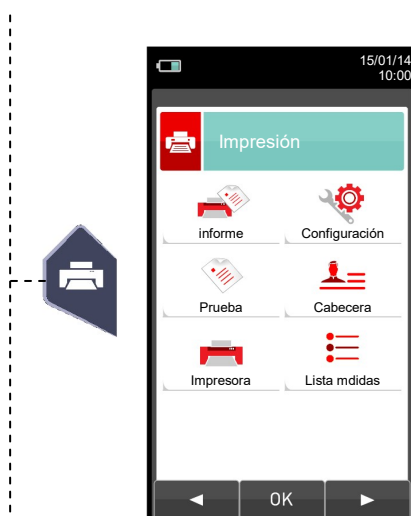 15/01/14
10:00
Impresión
informe
Configuración
Prueba
Cabecera
Impresora
Lista mdidas
OK